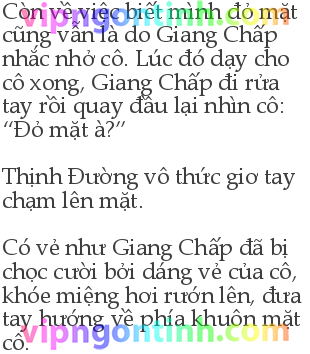 Còn về việc biết mình đỏ mặt
cũng vẫn là do Giang Chấp
nhắc nhở cô. Lúc đó dạy cho
cô xong, Giang Chấp đi rửa
tay rồi quay đầu lại nhìn cô:
“Đỏ mặt à?”
Thịnh Đường vô thức giơ tay
chạm lên mặt.
Có vẻ như Giang Chấp đã bị
chọc cười bởi dáng vẻ của cô,
khóe miệng hơi rướn lên, đưa
tay hướng về phía khuôn mặt
cô.
vipngontinh.com
vipngontinh.com